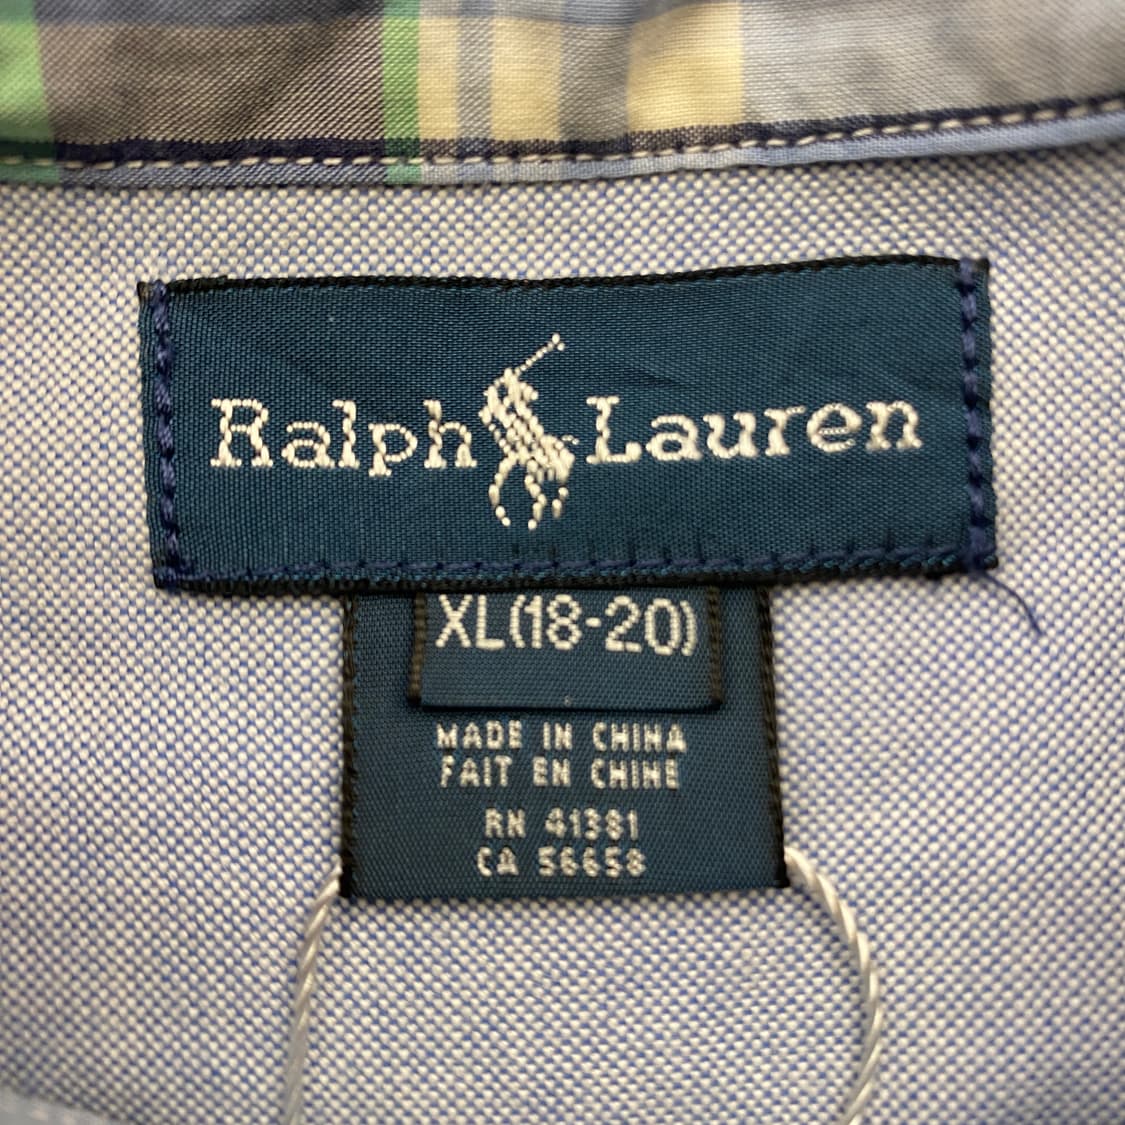 Ralph Lauren
XL(18-20)
MADE IN CHINA
FAIT EN CHINE
RN 41381
CA 56658